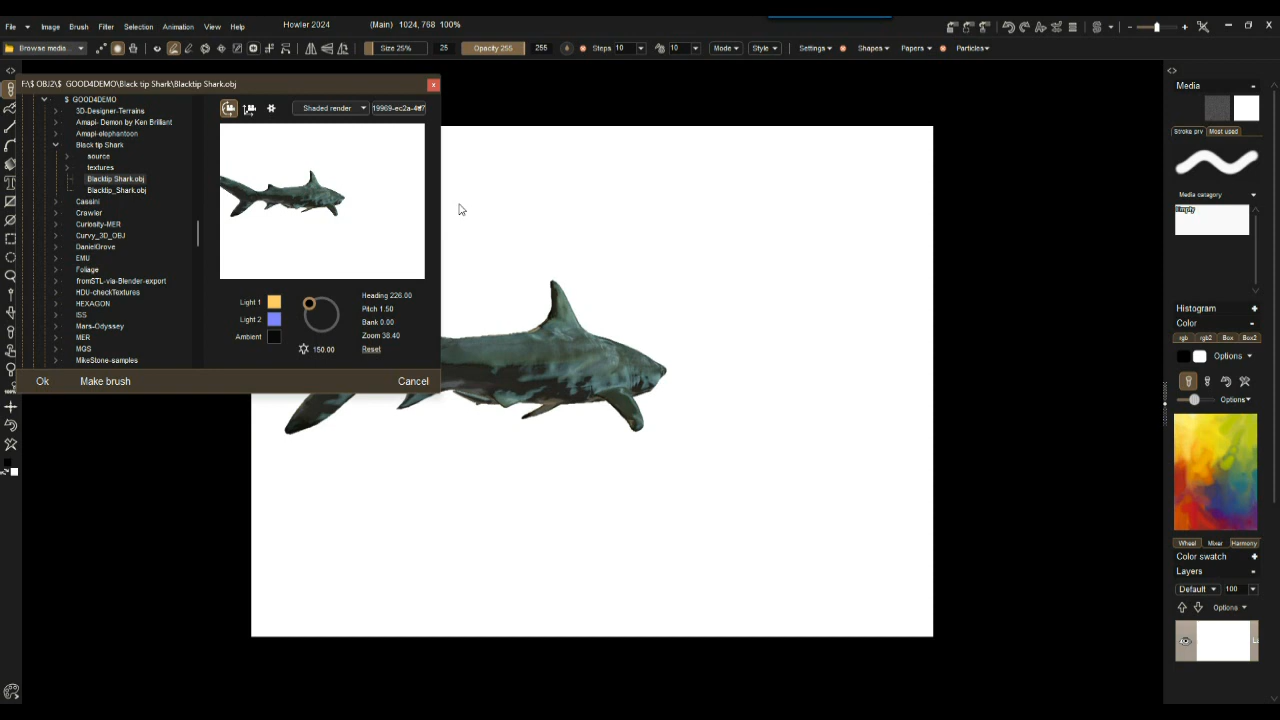 File Image Brush Filter Selection Animation View Help Howler 2024 (Main) 1024,768 100%
Browse media... Size 25% 25 Opacity 255 255 Steps 10 10 Mode Style Settings Shapes Papers Particles
F:\$ OBJ2\$ GOOD4DEMO\Black tip Shark\Blacktip Shark.obj
$ GOOD4DEMO
3D-Designer-Terrains
Amapi- Demon by Ken Brilliant
Amapi-elephantoon
Black tip Shark
source
textures
Blacktip Shark.obj
Blacktip_Shark.obj
Cassini
Crawler
Curiosity-MER
Curvy_3D_OBJ
DanielGrove
EMU
Foliage
fromSTL-via-Blender-export
HDU-checkTextures
HEXAGON
ISS
Mars-Odyssey
MER
MGS
MikeStone-samples
Shaded render
Light 1
Light 2
Ambient
150.00
Heading 226.00
Pitch 1.50
Bank 0.00
Zoom 38.40
Reset
Ok Make brush Cancel
Media
Stroke prv Most used
Media catagory
Empty
Histogram
Color
rgb rgb2 Box Box2
Options
Options
Wheel Mixer Harmony
Color swatch
Layers
Default 100
Options